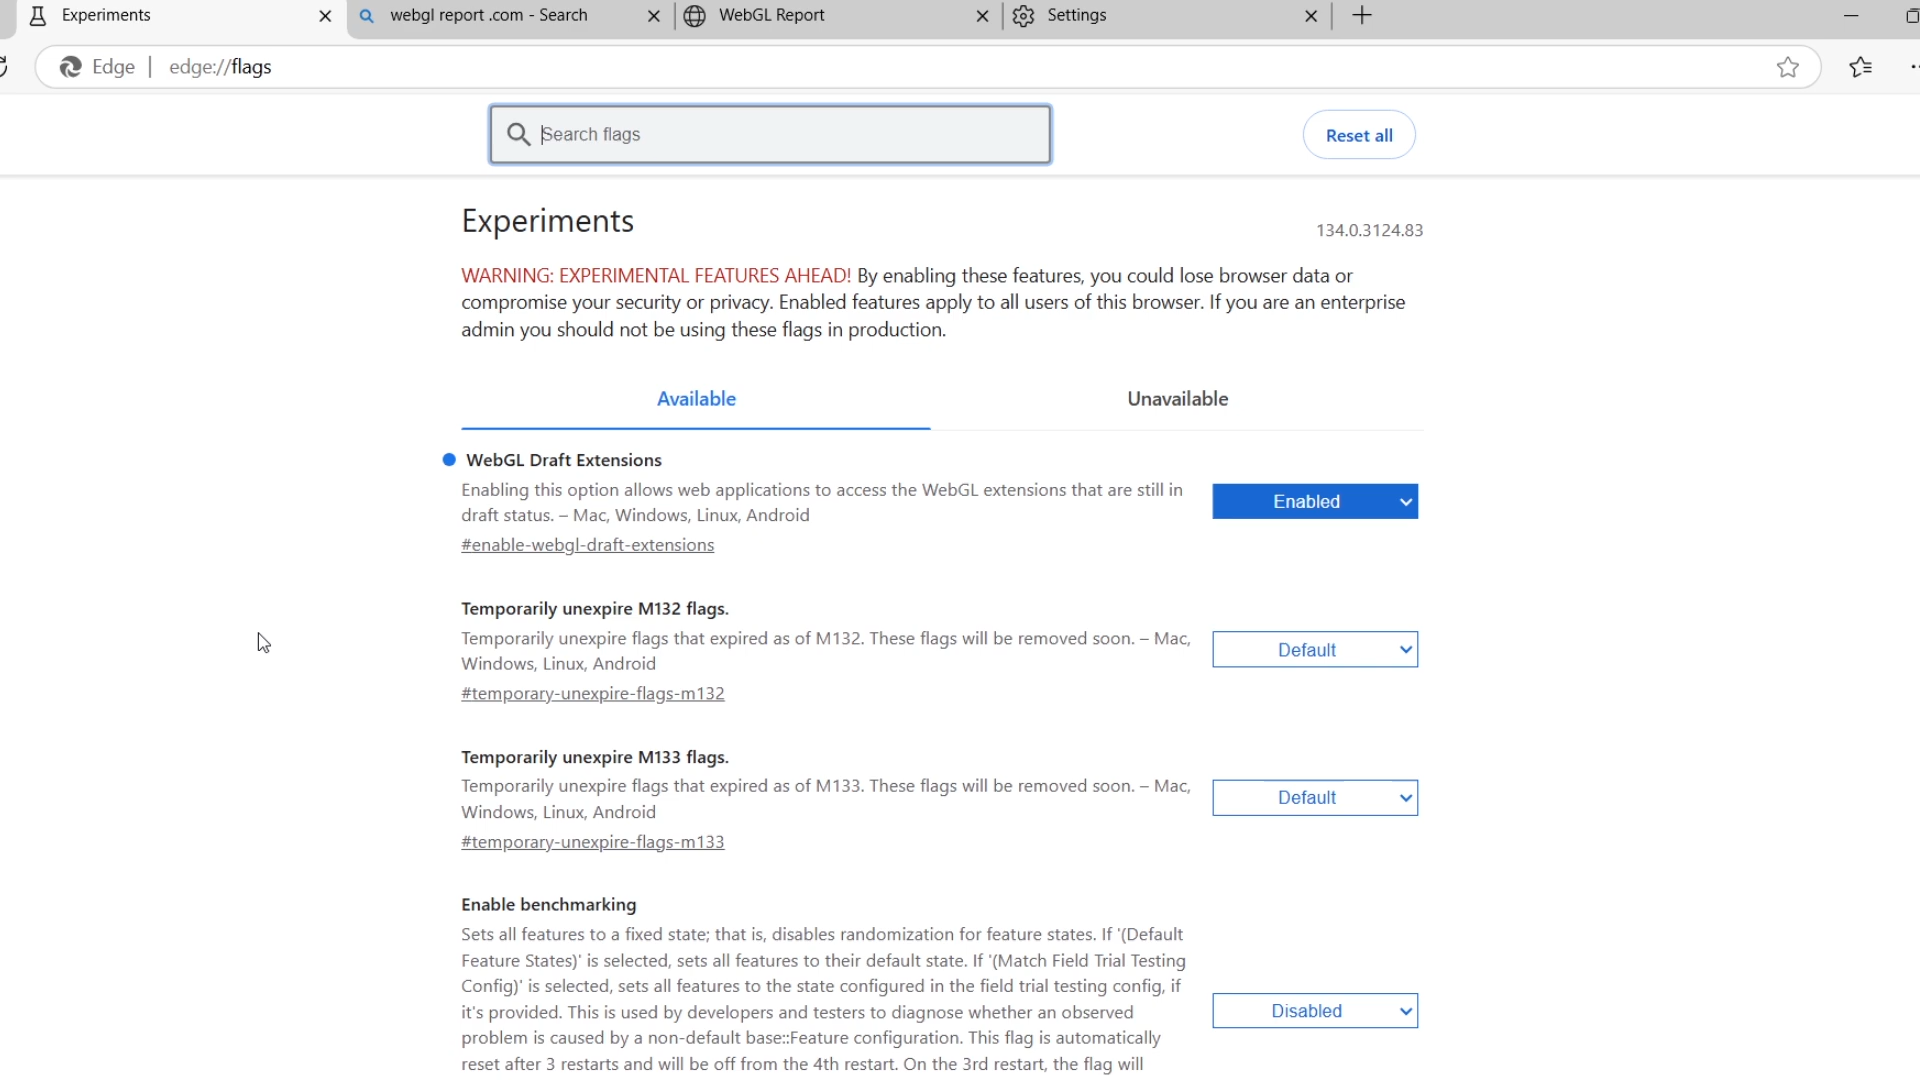 Experiments
webgl report .com - Search
WebGL Report
Settings
Edge
edge://flags
Search flags
Reset all
Experiments
134.0.3124.83
WARNING: EXPERIMENTAL FEATURES AHEAD! By enabling these features, you could lose browser data or
compromise your security or privacy. Enabled features apply to all users of this browser. If you are an enterprise
admin you should not be using these flags in production.
Available
Unavailable
WebGL Draft Extensions
Enabling this option allows web applications to access the WebGL extensions that are still in
draft status. – Mac, Windows, Linux, Android
#enable-webgl-draft-extensions
Enabled
Temporarily unexpire M132 flags.
Temporarily unexpire flags that expired as of M132. These flags will be removed soon. – Mac,
Windows, Linux, Android
#temporary-unexpire-flags-m132
Default
Temporarily unexpire M133 flags.
Temporarily unexpire flags that expired as of M133. These flags will be removed soon. – Mac,
Windows, Linux, Android
#temporary-unexpire-flags-m133
Default
Enable benchmarking
Sets all features to a fixed state; that is, disables randomization for feature states. If '(Default
Feature States)' is selected, sets all features to their default state. If '(Match Field Trial Testing
Config)' is selected, sets all features to the state configured in the field trial testing config, if
it's provided. This is used by developers and testers to diagnose whether an observed
problem is caused by a non-default base::Feature configuration. This flag is automatically
reset after 3 restarts and will be off from the 4th restart. On the 3rd restart, the flag will
Disabled